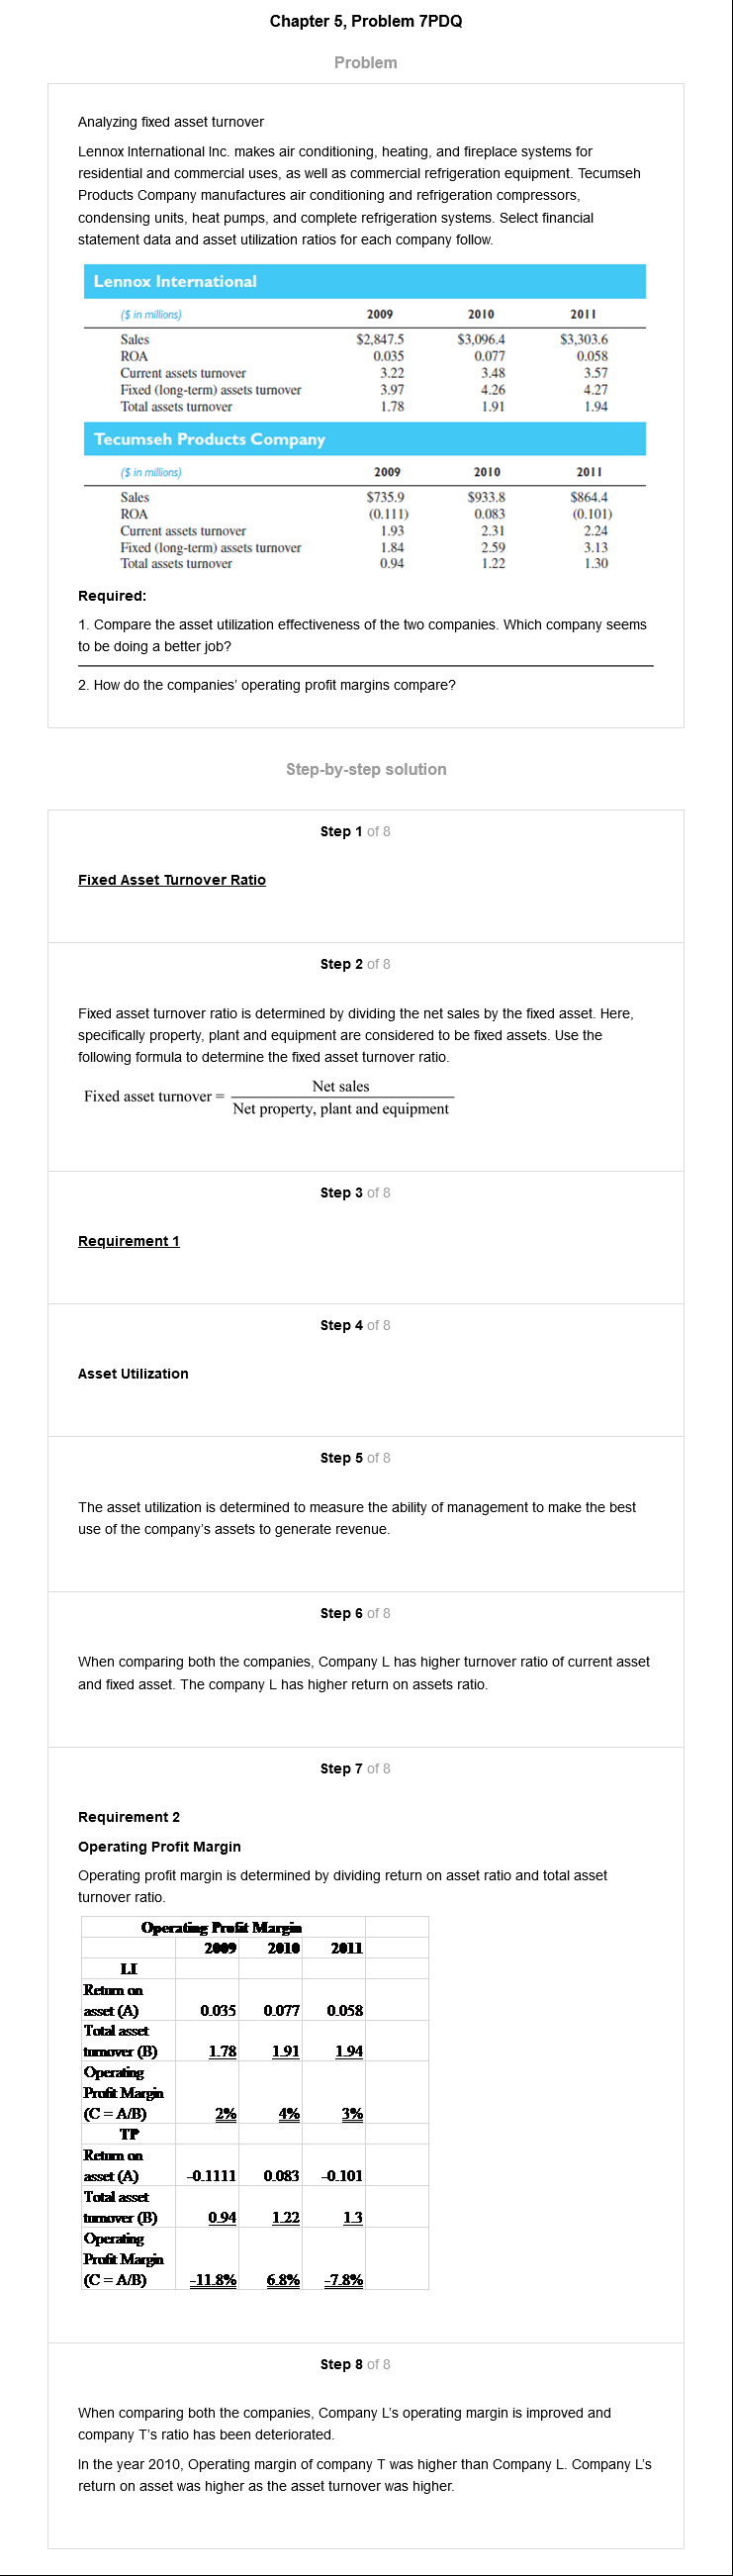 Chapter 5, Problem 7PDQ
Problem
Analyzing fixed asset turnover
Lennox International Inc. makes air conditioning, heating, and fireplace systems for
residential and commercial uses, as well as commercial refrigeration equipment. Tecumseh
Products Company manufactures air conditioning and refrigeration compressors,
condensing units, heat pumps, and complete refrigeration systems. Select financial
statement data and asset utilization ratios for each company follow.
Lennox International
($ in millions) 2009 2010 2011
Sales $2,847.5 $3,096.4 $3,303.6
ROA 0.035 0.077 0.058
Current assets turnover 3.22 3.48 3.57
Fixed (long-term) assets turnover 3.97 4.26 4.27
Total assets turnover 1.78 1.91 1.94
Tecumseh Products Company
($ in millions) 2009 2010 2011
Sales $735.9 $933.8 $864.4
ROA (0.111) 0.083 (0.101)
Current assets turnover 1.93 2.31 2.24
Fixed (long-term) assets turnover 1.84 2.59 3.13
Total assets turnover 0.94 1.22 1.30
Required:
1. Compare the asset utilization effectiveness of the two companies. Which company seems
to be doing a better job?
2. How do the companies' operating profit margins compare?
Step-by-step solution
Step 1 of 8
Fixed Asset Turnover Ratio
Step 2 of 8
Fixed asset turnover ratio is determined by dividing the net sales by the fixed asset. Here,
specifically property, plant and equipment are considered to be fixed assets. Use the
following formula to determine the fixed asset turnover ratio.
Net sales
Fixed asset turnover =
Net property, plant and equipment
Step 3 of 8
Requirement 1
Step 4 of 8
Asset Utilization
Step 5 of 8
The asset utilization is determined to measure the ability of management to make the best
use of the company's assets to generate revenue.
Step 6 of 8
When comparing both the companies, Company L has higher turnover ratio of current asset
and fixed asset. The company L has higher return on assets ratio.
Step 7 of 8
Requirement 2
Operating Profit Margin
Operating profit margin is determined by dividing return on asset ratio and total asset
turnover ratio.
Operating Profit Margin
2009 2010 2011
LI
Return on
asset (A) 0.035 0.077 0.058
Total asset
turnover (B) 1.78 1.91 1.94
Operating
Profit Margin
(C = A/B) 2% 4% 3%
TP
Return on
asset (A) -0.1111 0.083 -0.101
Total asset
turnover (B) 0.94 1.22 1.3
Operating
Profit Margin
(C = A/B) -11.8% 6.8% -7.8%
Step 8 of 8
When comparing both the companies, Company L's operating margin is improved and
company T's ratio has been deteriorated.
In the year 2010, Operating margin of company T was higher than Company L. Company L's
return on asset was higher as the asset turnover was higher.